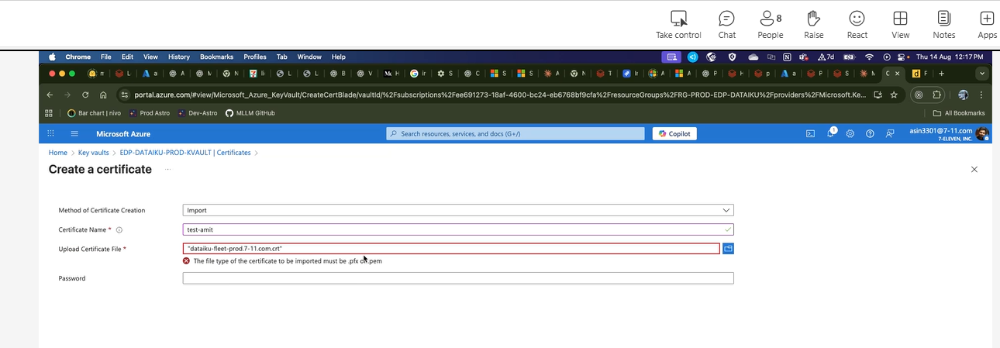 Take control Chat People 8 Raise React View Notes Apps
Chrome File Edit View History Bookmarks Profiles Tab Window Help 7d Thu 14 Aug 12:17 PM
portal.azure.com/#view/Microsoft_Azure_KeyVault/CreateCertBlade/vaultId/%2Fsubscriptions%2Fee691273-18af-4600-bc24-eb6768bf9cfa%2FresourceGroups%2FRG-PROD-EDP-DATAIKU%2Fproviders%2FMicrosoft.Ke...
Bar chart | nivo Prod Astro Dev-Astro MLLM GitHub All Bookmarks
Microsoft Azure Search resources, services, and docs (G+/) Copilot 1 asin3301@7-11.com
7-ELEVEN, INC.
Home > Key vaults > EDP-DATAIKU-PROD-KVAULT | Certificates >
Create a certificate ...
Method of Certificate Creation Import
Certificate Name * test-amit
Upload Certificate File * "dataiku-fleet-prod.7-11.com.crt"
The file type of the certificate to be imported must be .pfx or .pem
Password